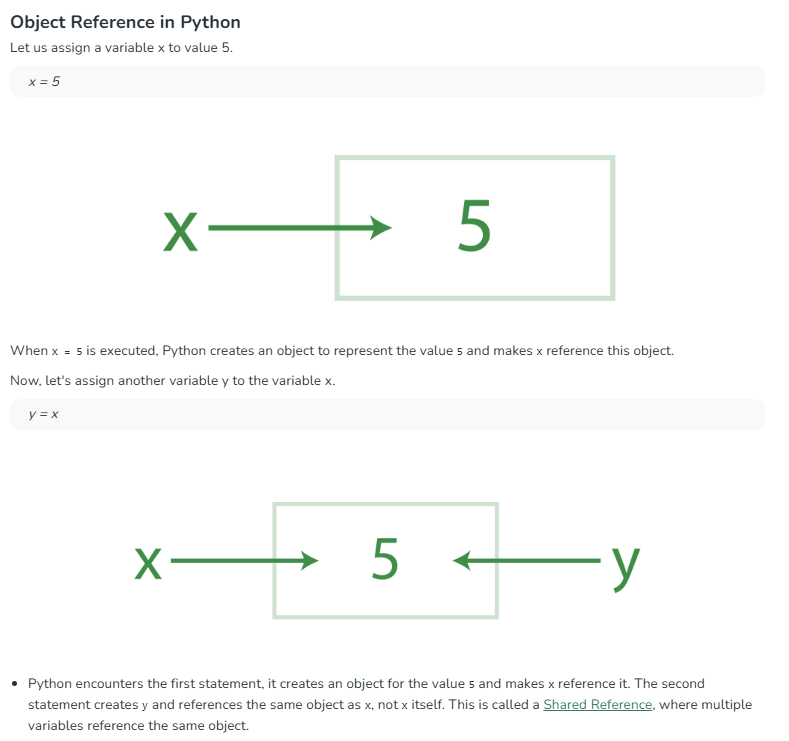 Object Reference in Python
Let us assign a variable x to value 5.
x = 5
x 5
When x = 5 is executed, Python creates an object to represent the value 5 and makes x reference this object.
Now, let's assign another variable y to the variable x.
y = x
x 5 y
Python encounters the first statement, it creates an object for the value 5 and makes x reference it. The second
statement creates y and references the same object as x, not x itself. This is called a Shared Reference, where multiple
variables reference the same object.